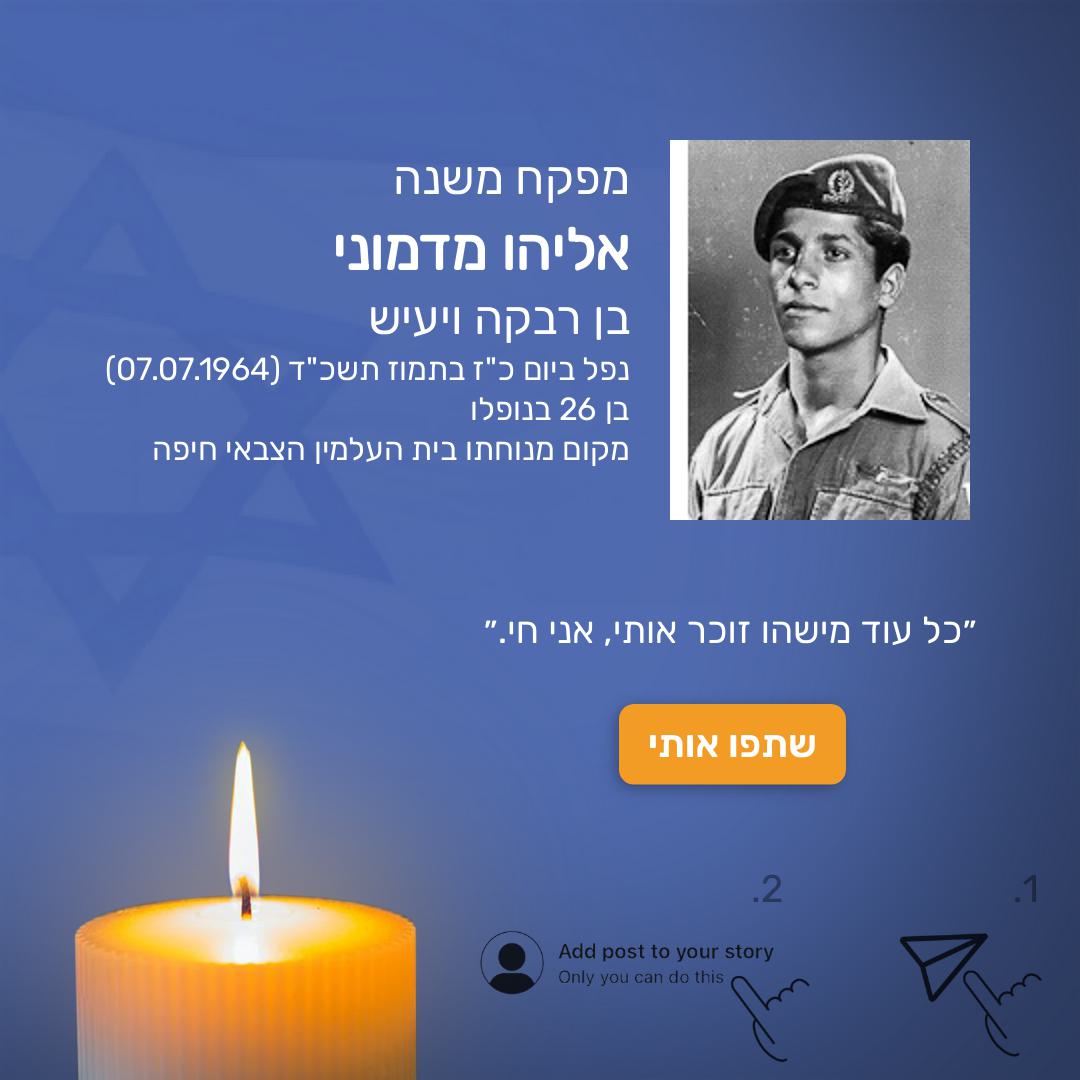 מפקח משנה
אליהו מדמוני
בן רבקה ויעיש
נפל ביום כ"ז בתמוז תשכ"ד (07.07.1964)
בן 26 בנופלו
מקום מנוחתו בית העלמין הצבאי חיפה
״כל עוד מישהו זוכר אותי, אני חי.״
שתפו אותי
.1
.2
Add post to your story
Only you can do this